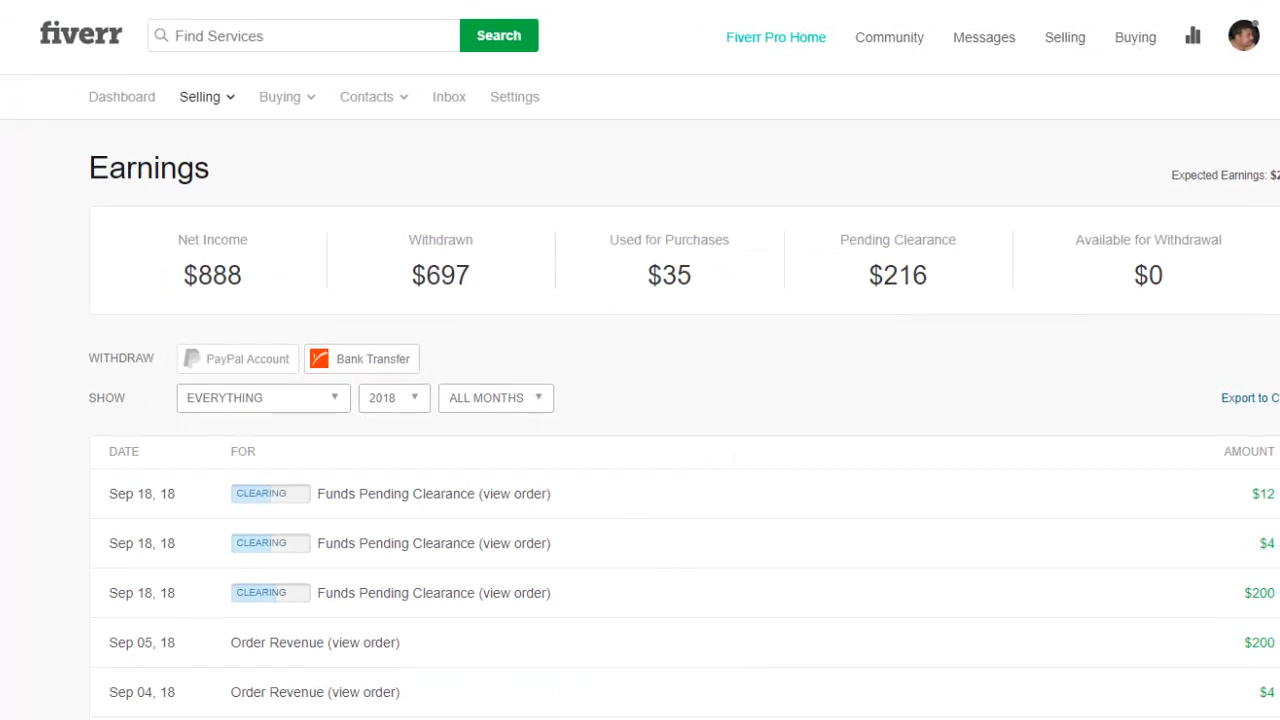 fiverr Find Services Search Fiverr Pro Home Community Messages Selling Buying
Dashboard Selling Buying Contacts Inbox Settings
Earnings
Expected Earnings:
Net Income Withdrawn Used for Purchases Pending Clearance Available for Withdrawal
$888 $697 $35 $216 $0
WITHDRAW PayPal Account Bank Transfer
SHOW EVERYTHING 2018 ALL MONTHS Export to C
DATE FOR AMOUNT
Sep 18, 18 CLEARING Funds Pending Clearance (view order) $12
Sep 18, 18 CLEARING Funds Pending Clearance (view order) $4
Sep 18, 18 CLEARING Funds Pending Clearance (view order) $200
Sep 05, 18 Order Revenue (view order) $200
Sep 04, 18 Order Revenue (view order) $4